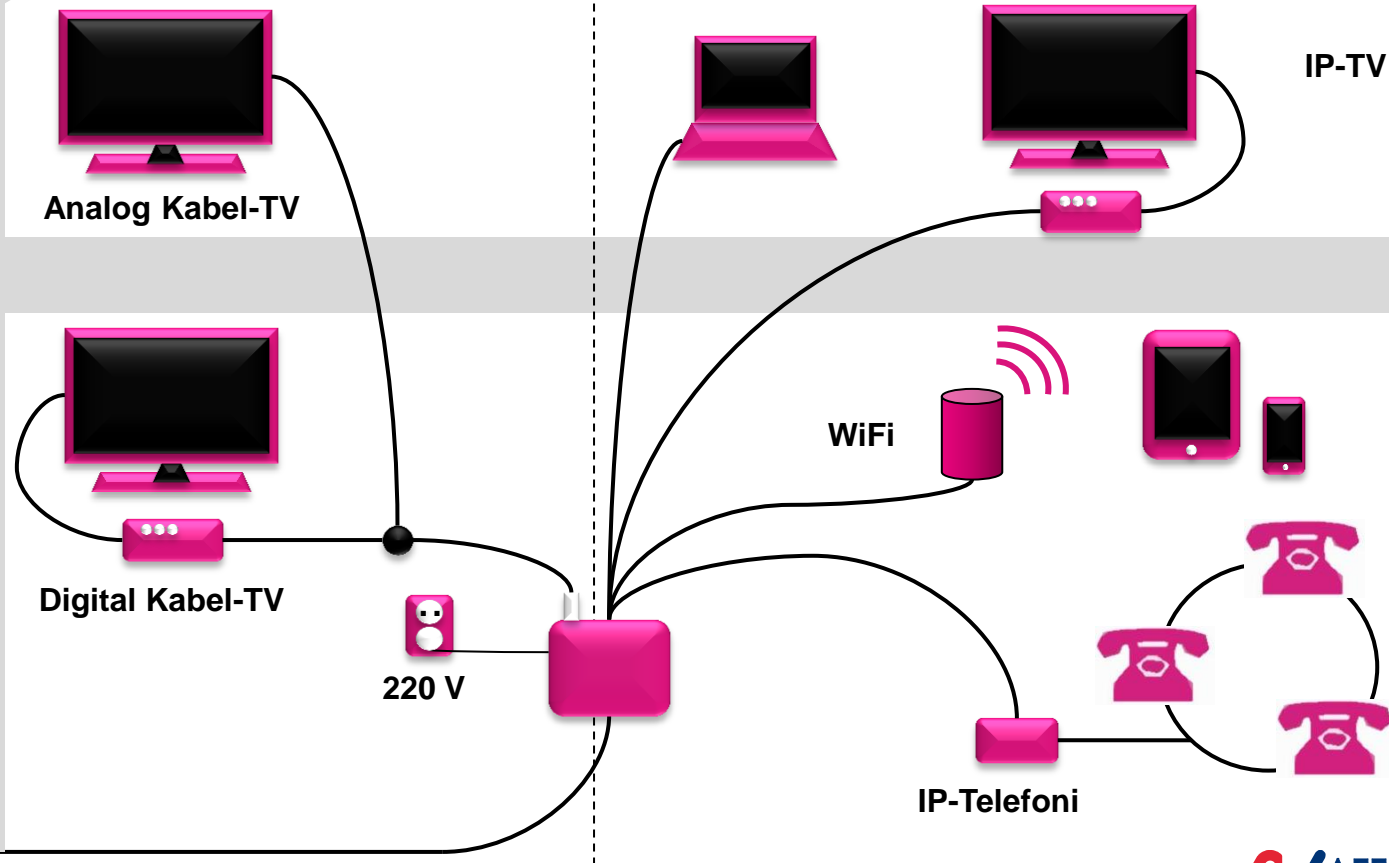 IP-TV
Analog Kabel-TV
WiFi
Digital Kabel-TV
220 V
IP-Telefoni